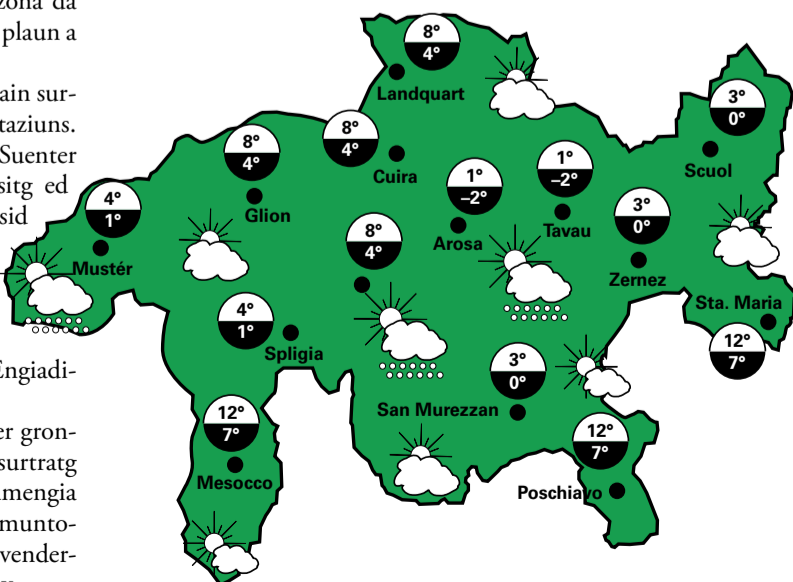 zona da
plaun a
ain sur-
taziuns.
Suenter
sitg ed
sid
Engiadi-
er gron-
surtratg
mengia
munto-
vender-
8°
4°
Landquart
8°
4°
Cuira
8°
4°
Glion
4°
1°
Mustér
1°
–2°
Arosa
1°
–2°
Tavau
3°
0°
Scuol
3°
0°
Zernez
8°
4°
4°
1°
Spligia
Sta. Maria
12°
7°
3°
0°
San Murezzan
12°
7°
Mesocco
12°
7°
Poschiavo